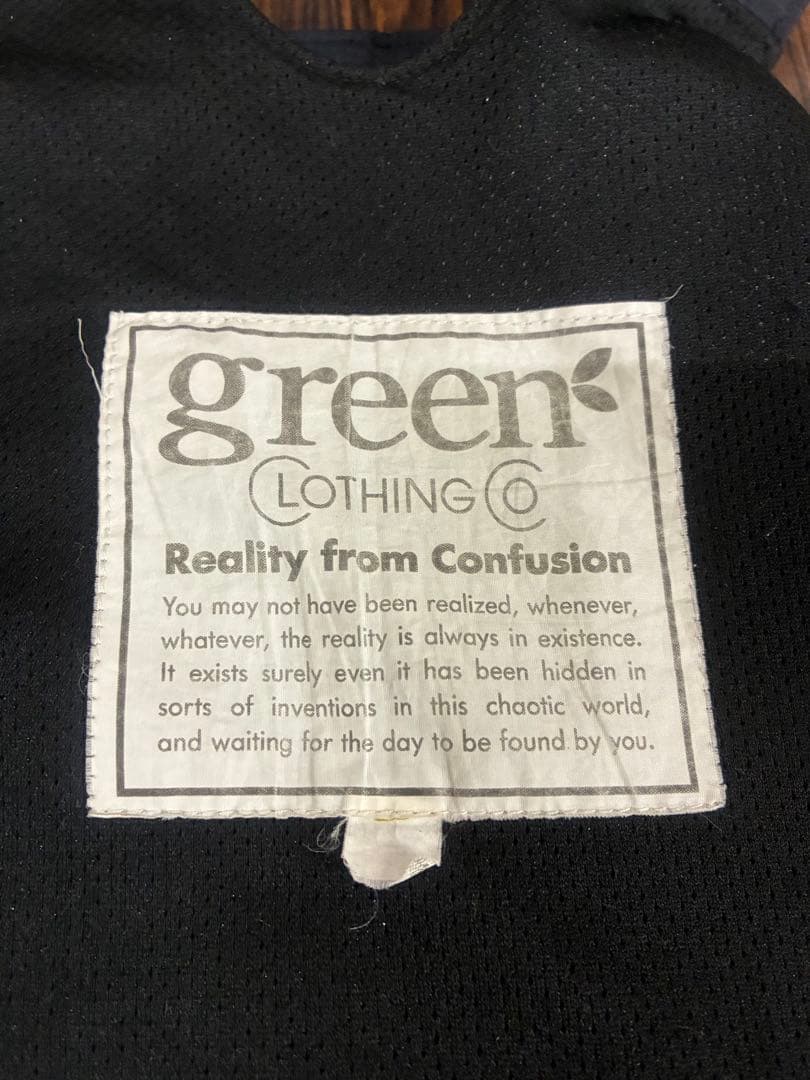 green
CLOTHING CO
Reality from Confusion
You may not have been realized, whenever,
whatever, the reality is always in existence.
It exists surely even it has been hidden in
sorts of inventions in this chaotic world,
and waiting for the day to be found by you.